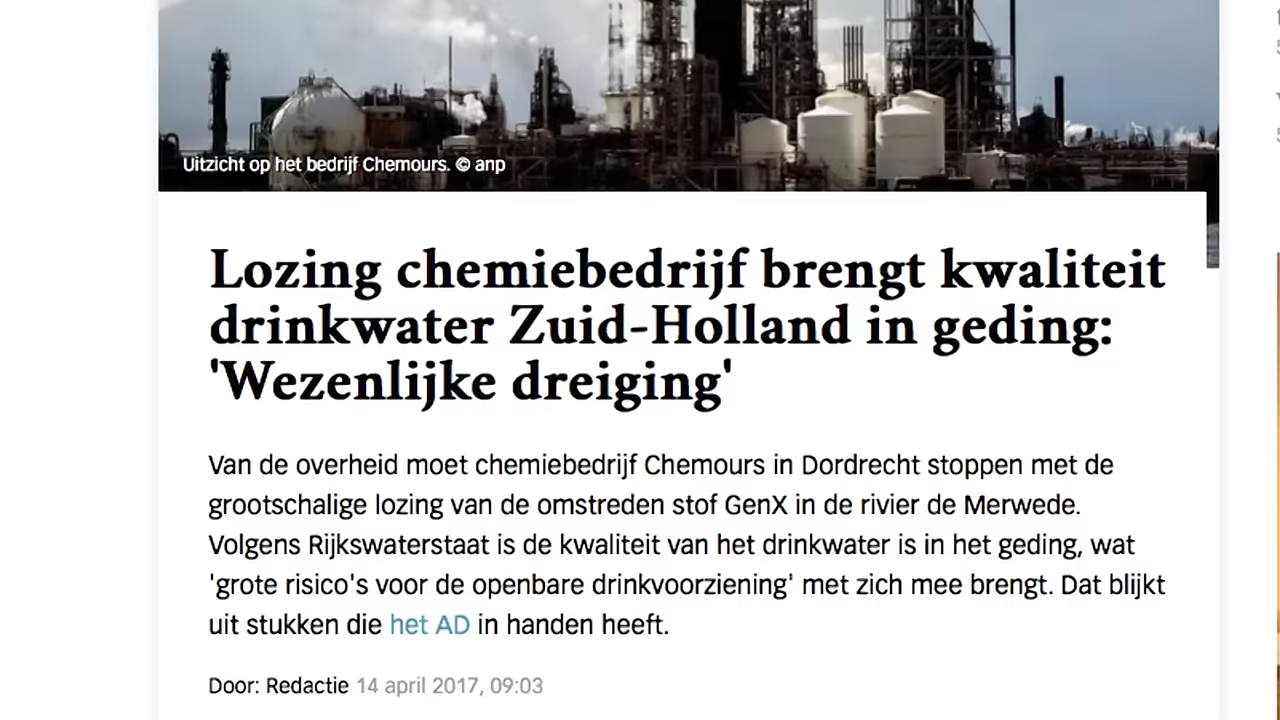 Uitzicht op het bedrijf Chemours. © anp
Lozing chemiebedrijf brengt kwaliteit
drinkwater Zuid-Holland in geding:
'Wezenlijke dreiging'
Van de overheid moet chemiebedrijf Chemours in Dordrecht stoppen met de
grootschalige lozing van de omstreden stof GenX in de rivier de Merwede.
Volgens Rijkswaterstaat is de kwaliteit van het drinkwater is in het geding, wat
'grote risico's voor de openbare drinkvoorziening' met zich mee brengt. Dat blijkt
uit stukken die het AD in handen heeft.
Door: Redactie 14 april 2017, 09:03